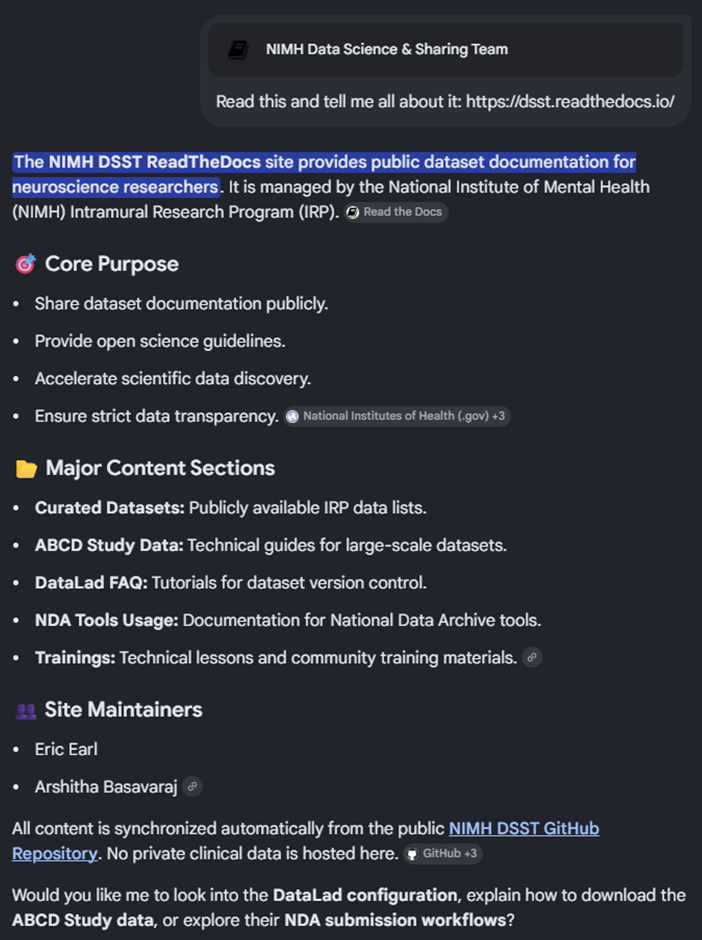 NIMH Data Science & Sharing Team
Read this and tell me all about it: https://dsst.readthedocs.io/
The NIMH DSST ReadTheDocs site provides public dataset documentation for
neuroscience researchers. It is managed by the National Institute of Mental Health
(NIMH) Intramural Research Program (IRP). Read the Docs
Core Purpose
• Share dataset documentation publicly.
• Provide open science guidelines.
• Accelerate scientific data discovery.
• Ensure strict data transparency. National Institutes of Health (.gov) +3
Major Content Sections
• Curated Datasets: Publicly available IRP data lists.
• ABCD Study Data: Technical guides for large-scale datasets.
• DataLad FAQ: Tutorials for dataset version control.
• NDA Tools Usage: Documentation for National Data Archive tools.
• Trainings: Technical lessons and community training materials.
Site Maintainers
• Eric Earl
• Arshitha Basavaraj
All content is synchronized automatically from the public NIMH DSST GitHub
Repository. No private clinical data is hosted here. GitHub +3
Would you like me to look into the DataLad configuration, explain how to download the
ABCD Study data, or explore their NDA submission workflows?